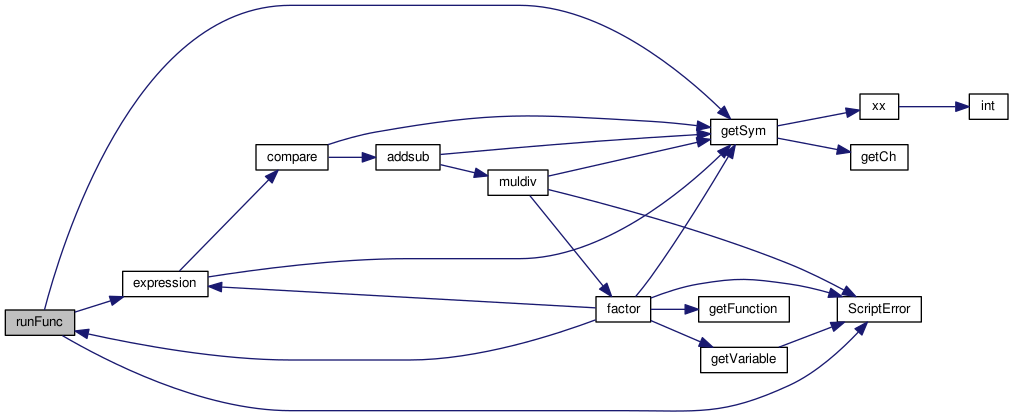 runFunc
expression
compare
addsub
muldiv
factor
getSym
getFunction
getVariable
xx
getCh
ScriptError
int